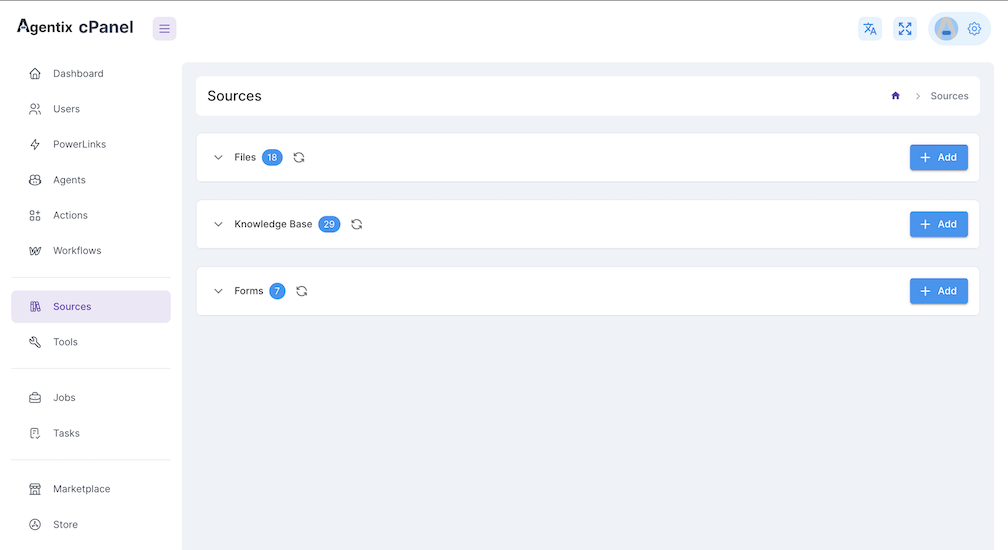 Agentix cPanel
Dashboard
Users
PowerLinks
Agents
Actions
Workflows
Sources
Tools
Jobs
Tasks
Marketplace
Store
Sources
Sources
Files 18
Add
Knowledge Base 29
Add
Forms 7
Add